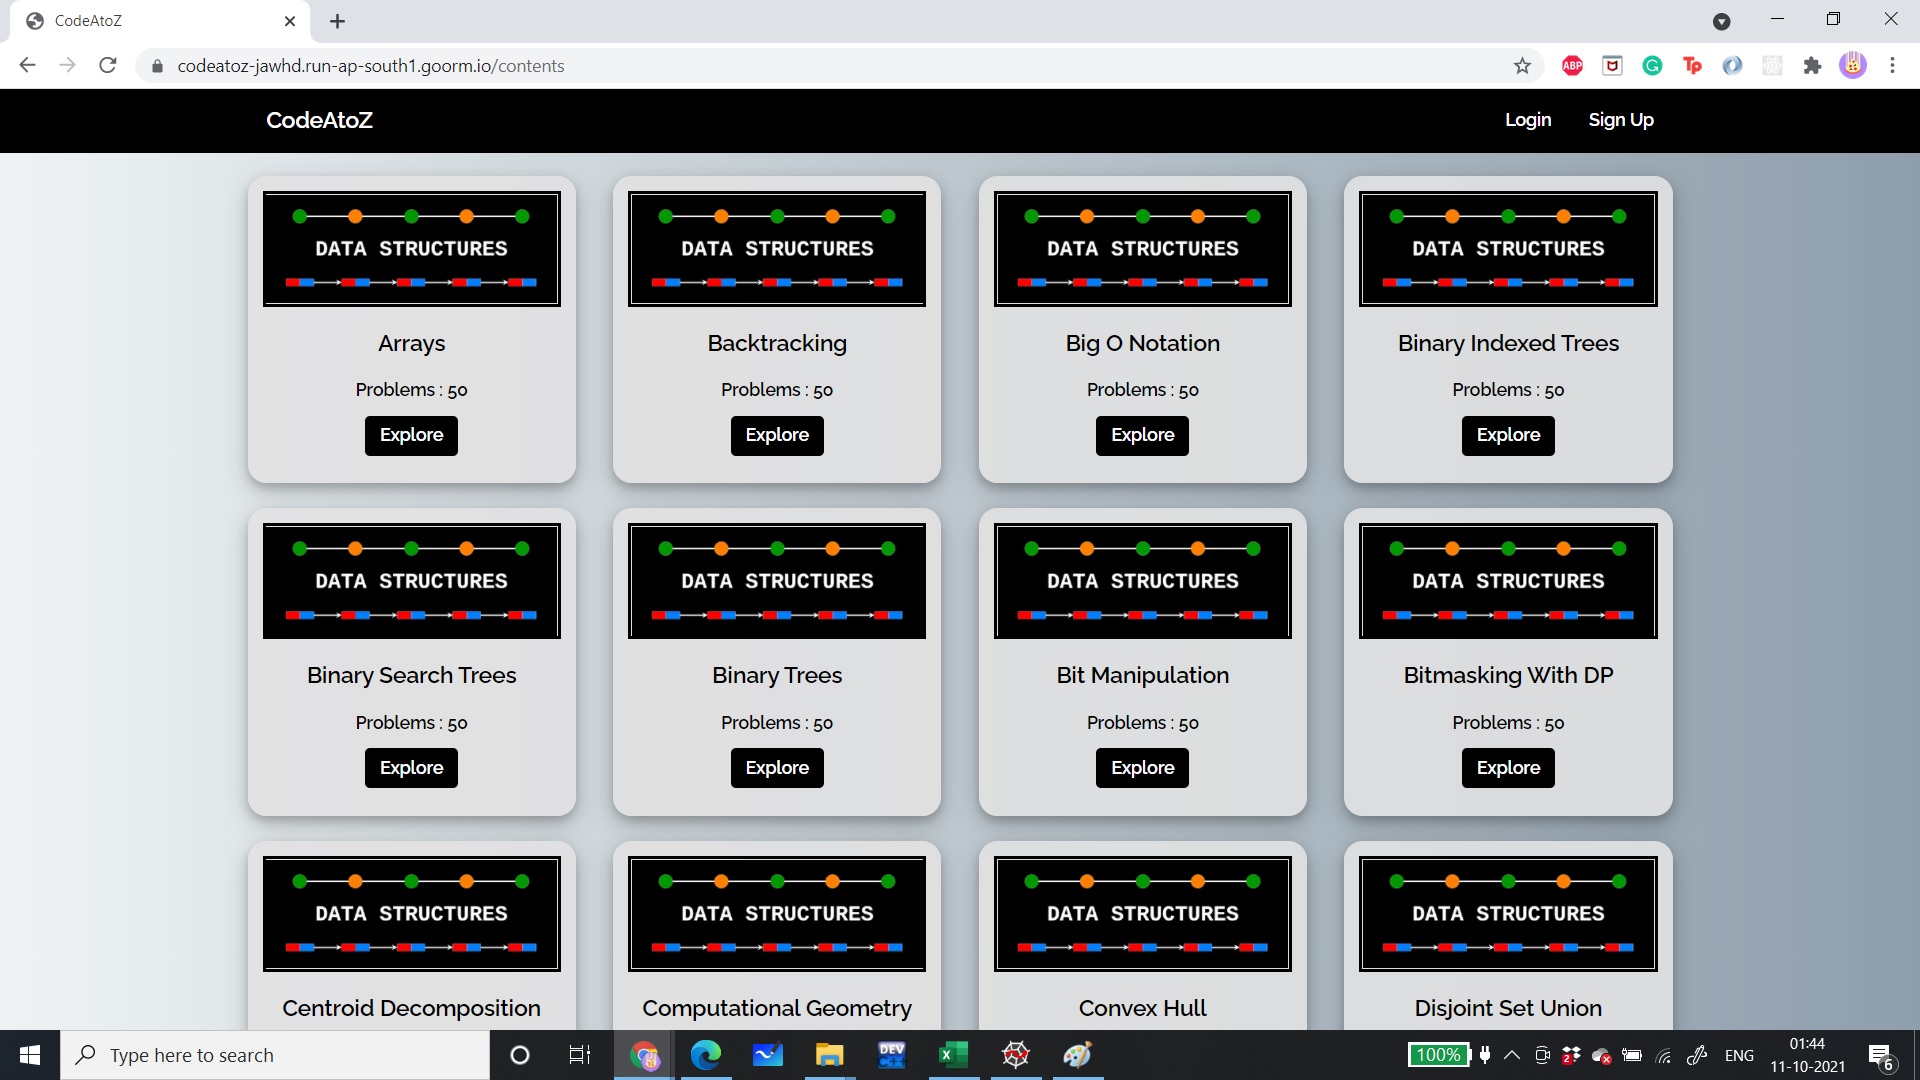 CodeAtoZ
codeatoz-jawhd.run-ap-south1.goorm.io/contents
ABP
G
Tp
CodeAtoZ
Login
Sign Up
DATA STRUCTURES
DATA STRUCTURES
DATA STRUCTURES
DATA STRUCTURES
Arrays
Backtracking
Big O Notation
Binary Indexed Trees
Problems : 50
Problems : 50
Problems : 50
Problems : 50
Explore
Explore
Explore
Explore
DATA STRUCTURES
DATA STRUCTURES
DATA STRUCTURES
DATA STRUCTURES
Binary Search Trees
Binary Trees
Bit Manipulation
Bitmasking With DP
Problems : 50
Problems : 50
Problems : 50
Problems : 50
Explore
Explore
Explore
Explore
DATA STRUCTURES
DATA STRUCTURES
DATA STRUCTURES
DATA STRUCTURES
Centroid Decomposition
Computational Geometry
Convex Hull
Disjoint Set Union
Type here to search
DEV
C++
X
100%
2
ENG
01:44
11-10-2021
6